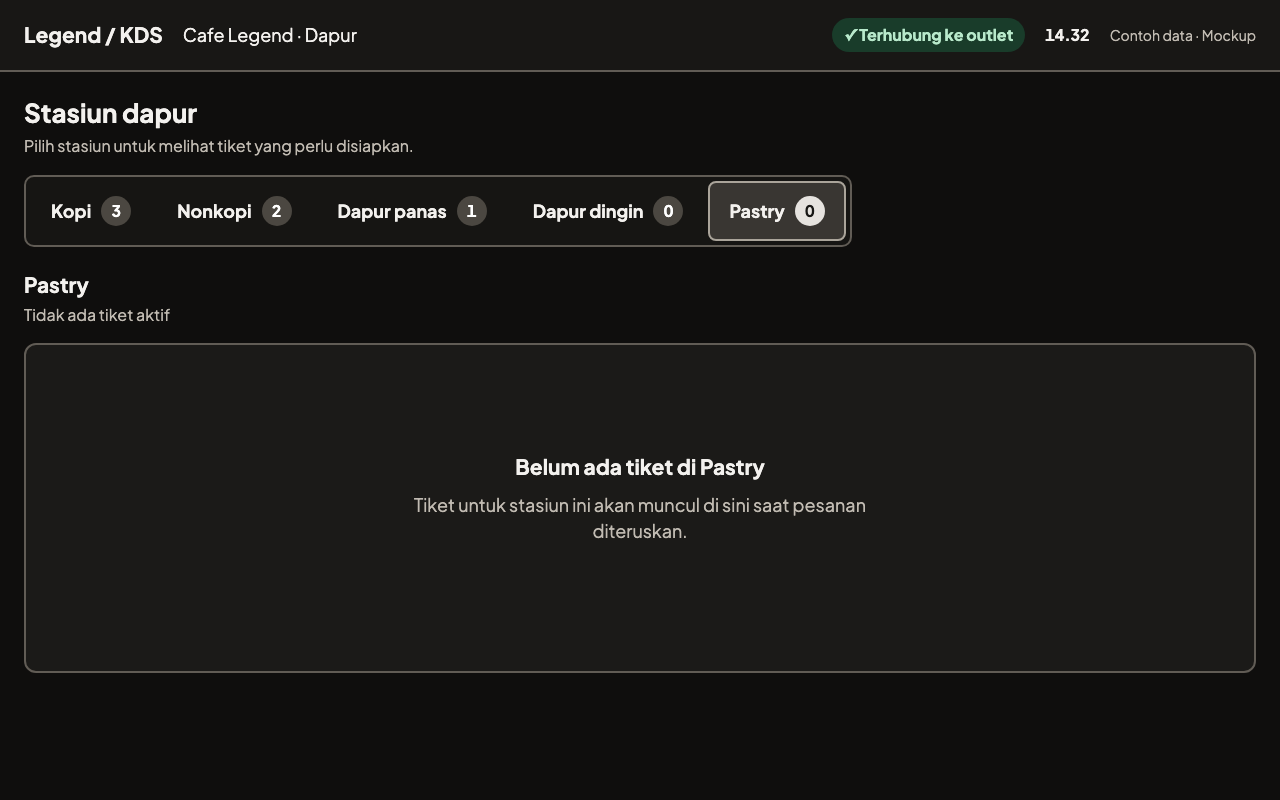 Legend / KDS Cafe Legend · Dapur ✓Terhubung ke outlet 14.32 Contoh data · Mockup
Stasiun dapur
Pilih stasiun untuk melihat tiket yang perlu disiapkan.
Kopi 3 Nonkopi 2 Dapur panas 1 Dapur dingin 0 Pastry 0
Pastry
Tidak ada tiket aktif
Belum ada tiket di Pastry
Tiket untuk stasiun ini akan muncul di sini saat pesanan
diteruskan.